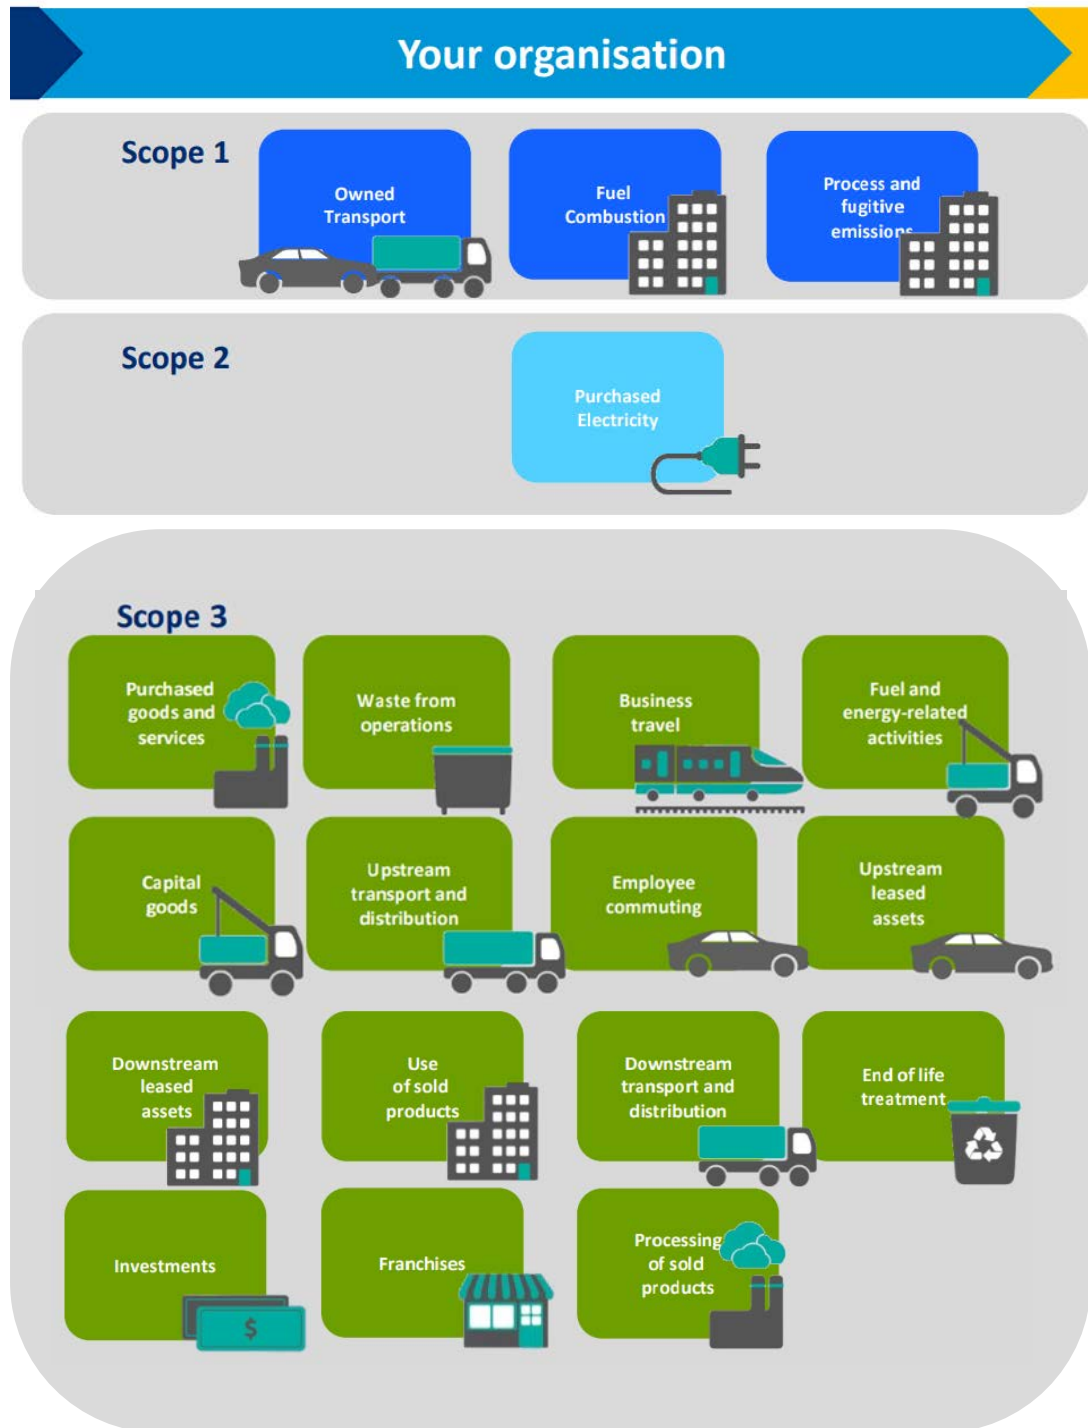 Your organisation
Scope 1
Owned
Transport
Fuel
Combustion
Process and
fugitive
emissions
Scope 2
Purchased
Electricity
Scope 3
Purchased
goods and
services
Waste from
operations
Business
travel
Fuel and
energy-related
activities
Capital
goods
Upstream
transport and
distribution
Employee
commuting
Upstream
leased
assets
Downstream
leased
assets
Use
of sold
products
Downstream
transport and
distribution
End of life
treatment
Investments
$
Franchises
Processing
of sold
products